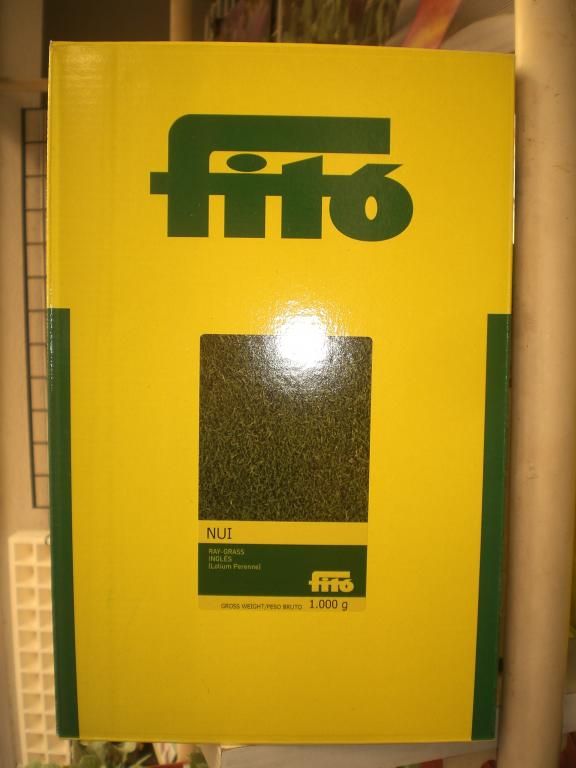 fitó
NUI
RAY-GRASS
INGLÉS
(Lolium Perenne)
fitó
GROSS WEIGHT/PESO BRUTO 1.000 g